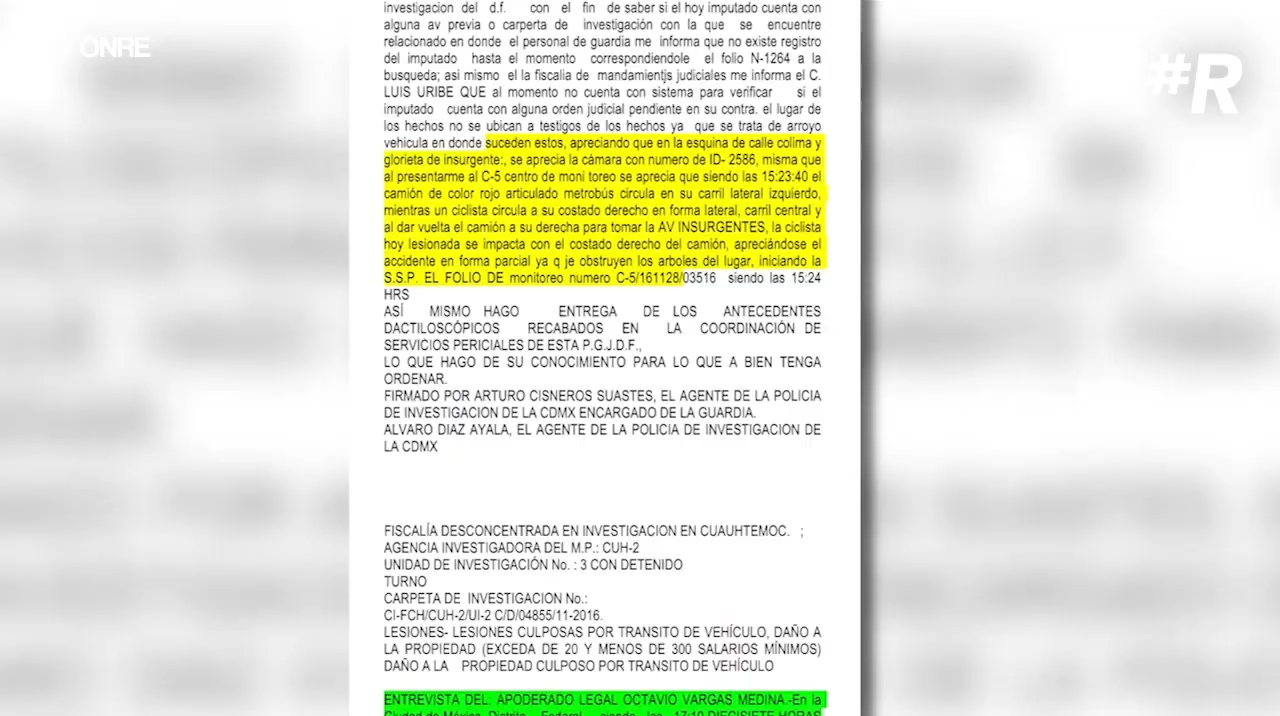 ONRE
#R
investigacion del d.f. con el fin de saber si el hoy imputado cuenta con
alguna av previa o carperta de investigación con la que se encuentre
relacionado en donde el personal de guardia me informa que no existe registro
del imputado hasta el momento correspondiendole el folio N-1264 a la
busqueda; asi mismo el la fiscalia de mandamientjs judiciales me informa el C.
LUIS URIBE QUE al momento no cuenta con sistema para verificar si el
imputado cuenta con alguna orden judicial pendiente en su contra. el lugar de
los hechos no se ubican a testigos de los hechos ya que se trata de arroyo
vehicula en donde suceden estos, apreciando que en la esquina de calle colima y
glorieta de insurgente:, se aprecia la cámara con numero de ID- 2586, misma que
al presentarme al C-5 centro de moni toreo se aprecia que siendo las 15:23:40 el
camión de color rojo articulado metrobús circula en su carril lateral izquierdo,
mientras un ciclista circula a su costado derecho en forma lateral, carril central y
al dar vuelta el camión a su derecha para tomar la AV INSURGENTES, la ciclista
hoy lesionada se impacta con el costado derecho del camión, apreciándose el
accidente en forma parcial ya q je obstruyen los arboles del lugar, iniciando la
S.S.P. EL FOLIO DE monitoreo numero C-5/161128/03516 siendo las 15:24
HRS
ASÍ MISMO HAGO ENTREGA DE LOS ANTECEDENTES
DACTILOSCÓPICOS RECABADOS EN LA COORDINACIÓN DE
SERVICIOS PERICIALES DE ESTA P.G.J.D.F.,
LO QUE HAGO DE SU CONOCIMIENTO PARA LO QUE A BIEN TENGA
ORDENAR.
FIRMADO POR ARTURO CISNEROS SUASTES, EL AGENTE DE LA POLICIA
DE INVESTIGACION DE LA CDMX ENCARGADO DE LA GUARDIA.
ALVARO DIAZ AYALA, EL AGENTE DE LA POLICIA DE INVESTIGACION DE
LA CDMX
FISCALÍA DESCONCENTRADA EN INVESTIGACION EN CUAUHTEMOC. ;
AGENCIA INVESTIGADORA DEL M.P.: CUH-2
UNIDAD DE INVESTIGACIÓN No. : 3 CON DETENIDO
TURNO
CARPETA DE INVESTIGACION No.:
CI-FCH/CUH-2/UI-2 C/D/04855/11-2016.
LESIONES- LESIONES CULPOSAS POR TRANSITO DE VEHÍCULO, DAÑO A
LA PROPIEDAD (EXCEDA DE 20 Y MENOS DE 300 SALARIOS MÍNIMOS)
DAÑO A LA PROPIEDAD CULPOSO POR TRANSITO DE VEHÍCULO
ENTREVISTA DEL: APODERADO LEGAL OCTAVIO VARGAS MEDINA.-En la
Ciudad de México, Distrito Federal, siendo las 17:10 DIECISIETE HORAS